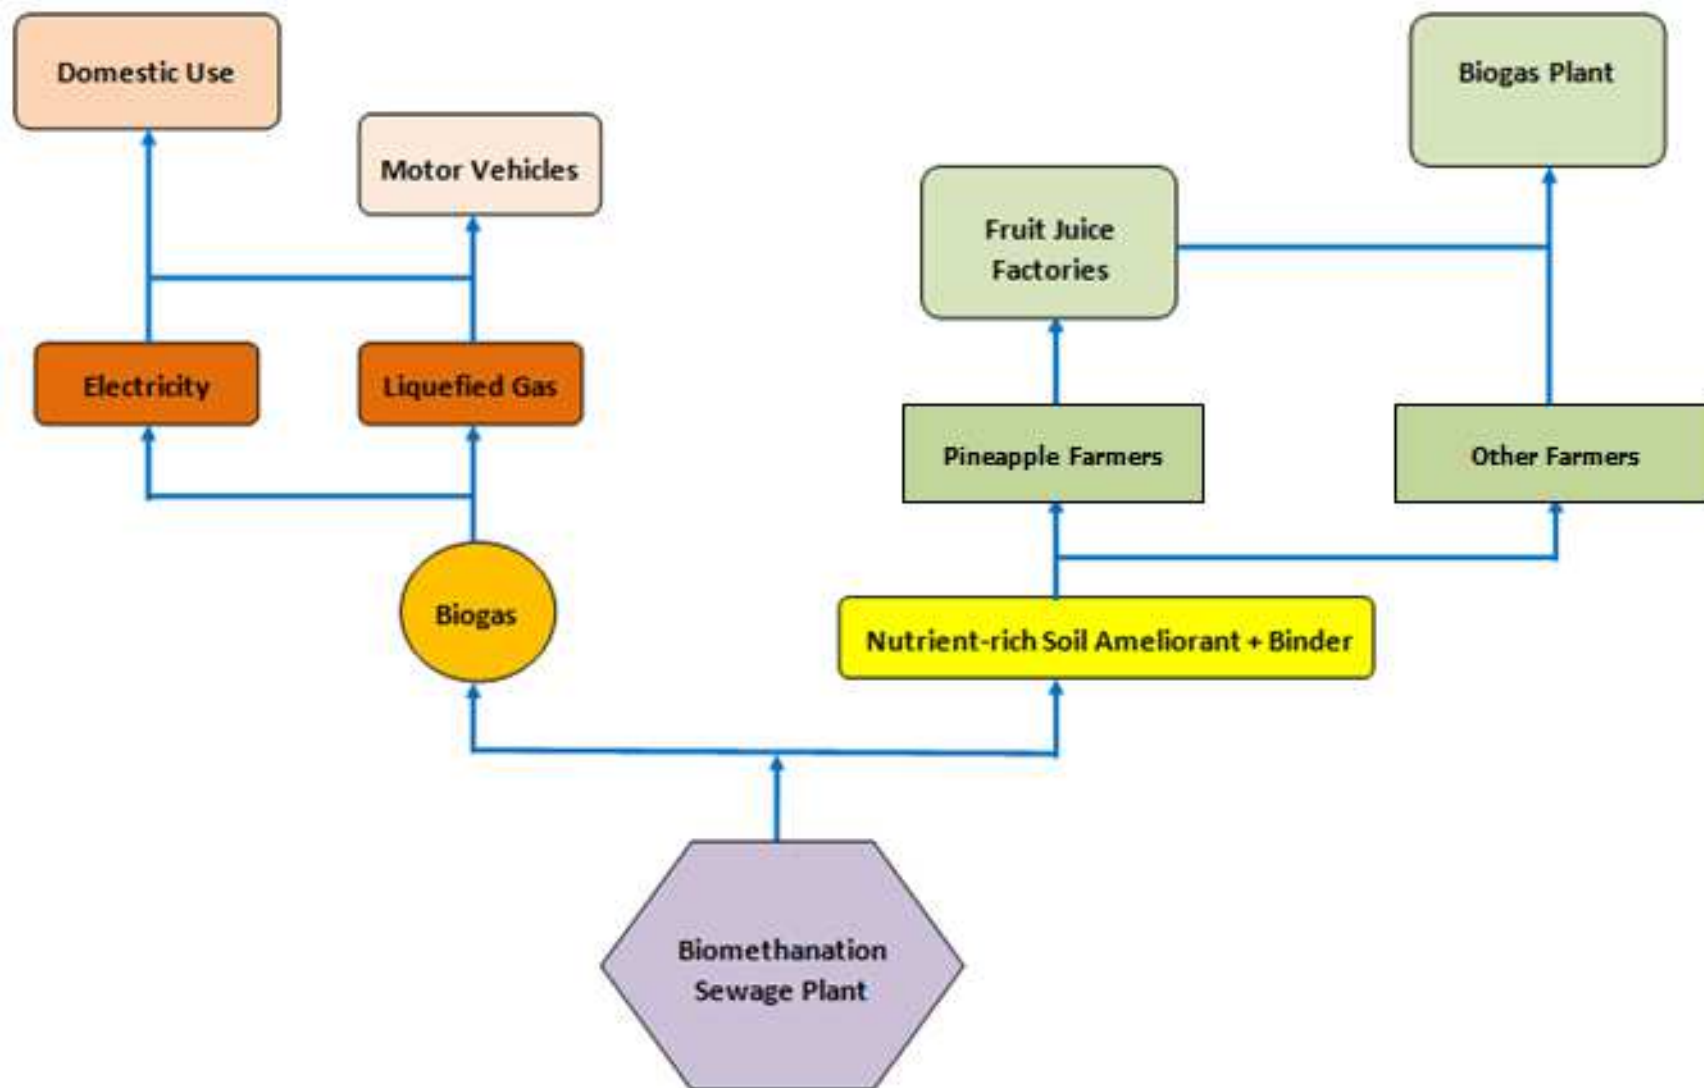 Domestic Use
Biogas Plant
Motor Vehicles
Fruit Juice
Factories
Electricity
Liquefied Gas
Pineapple Farmers
Other Farmers
Biogas
Nutrient-rich Soil Ameliorant + Binder
Biomethanation
Sewage Plant